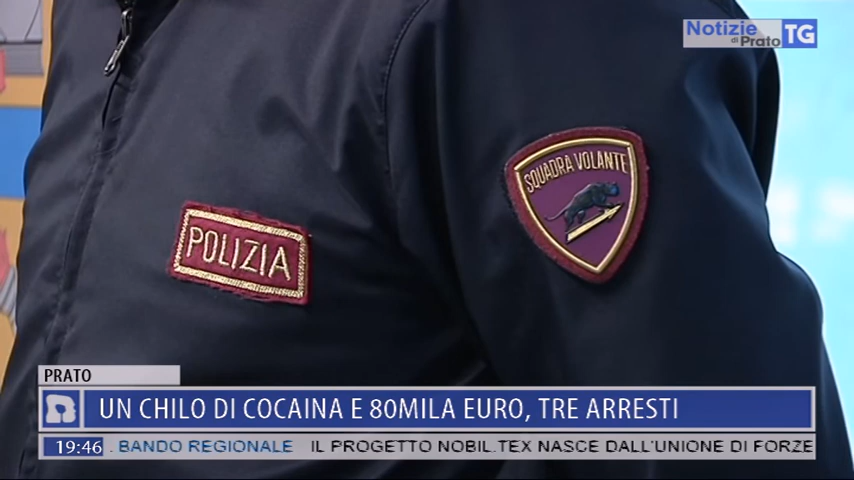 Notizie
di Prato TG
SQUADRA VOLANTE
POLIZIA
PRATO
UN CHILO DI COCAINA E 80MILA EURO, TRE ARRESTI
19:46 . BANDO REGIONALE IL PROGETTO NOBIL.TEX NASCE DALL'UNIONE DI FORZE